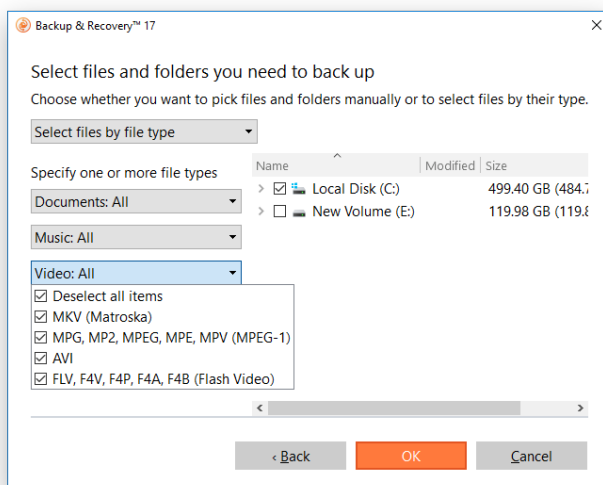 Backup & Recovery™ 17
Select files and folders you need to back up
Choose whether you want to pick files and folders manually or to select files by their type.
Select files by file type
Specify one or more file types
Documents: All
Music: All
Video: All
Deselect all items
MKV (Matroska)
MPG, MP2, MPEG, MPE, MPV (MPEG-1)
AVI
FLV, F4V, F4P, F4A, F4B (Flash Video)
Name Modified Size
Local Disk (C:) 499.40 GB (484.7
New Volume (E:) 119.98 GB (119.8
‹ Back OK Cancel